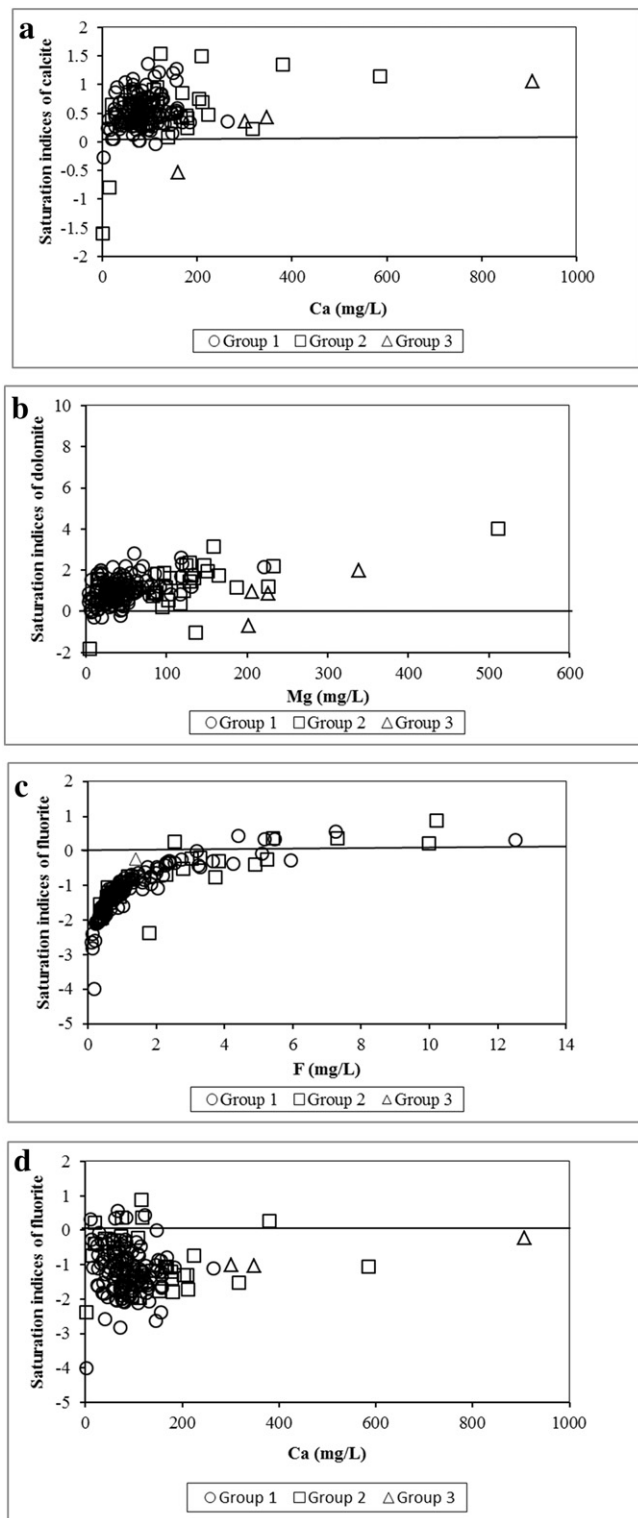 a
Saturation indices of calcite
2
1.5
1
0.5
0
-0.5
-1
-1.5
-2
0 200 400 600 800 1000
Ca (mg/L)
Group 1 Group 2 Group 3
b
Saturation indices of dolomite
10
8
6
4
2
0
-2
0 100 200 300 400 500 600
Mg (mg/L)
Group 1 Group 2 Group 3
c
Saturation indices of fluorite
2
1
0
-1
-2
-3
-4
-5
0 2 4 6 8 10 12 14
F (mg/L)
Group 1 Group 2 Group 3
d
Saturation indices of fluorite
2
1
0
-1
-2
-3
-4
-5
0 200 400 600 800 1000
Ca (mg/L)
Group 1 Group 2 Group 3